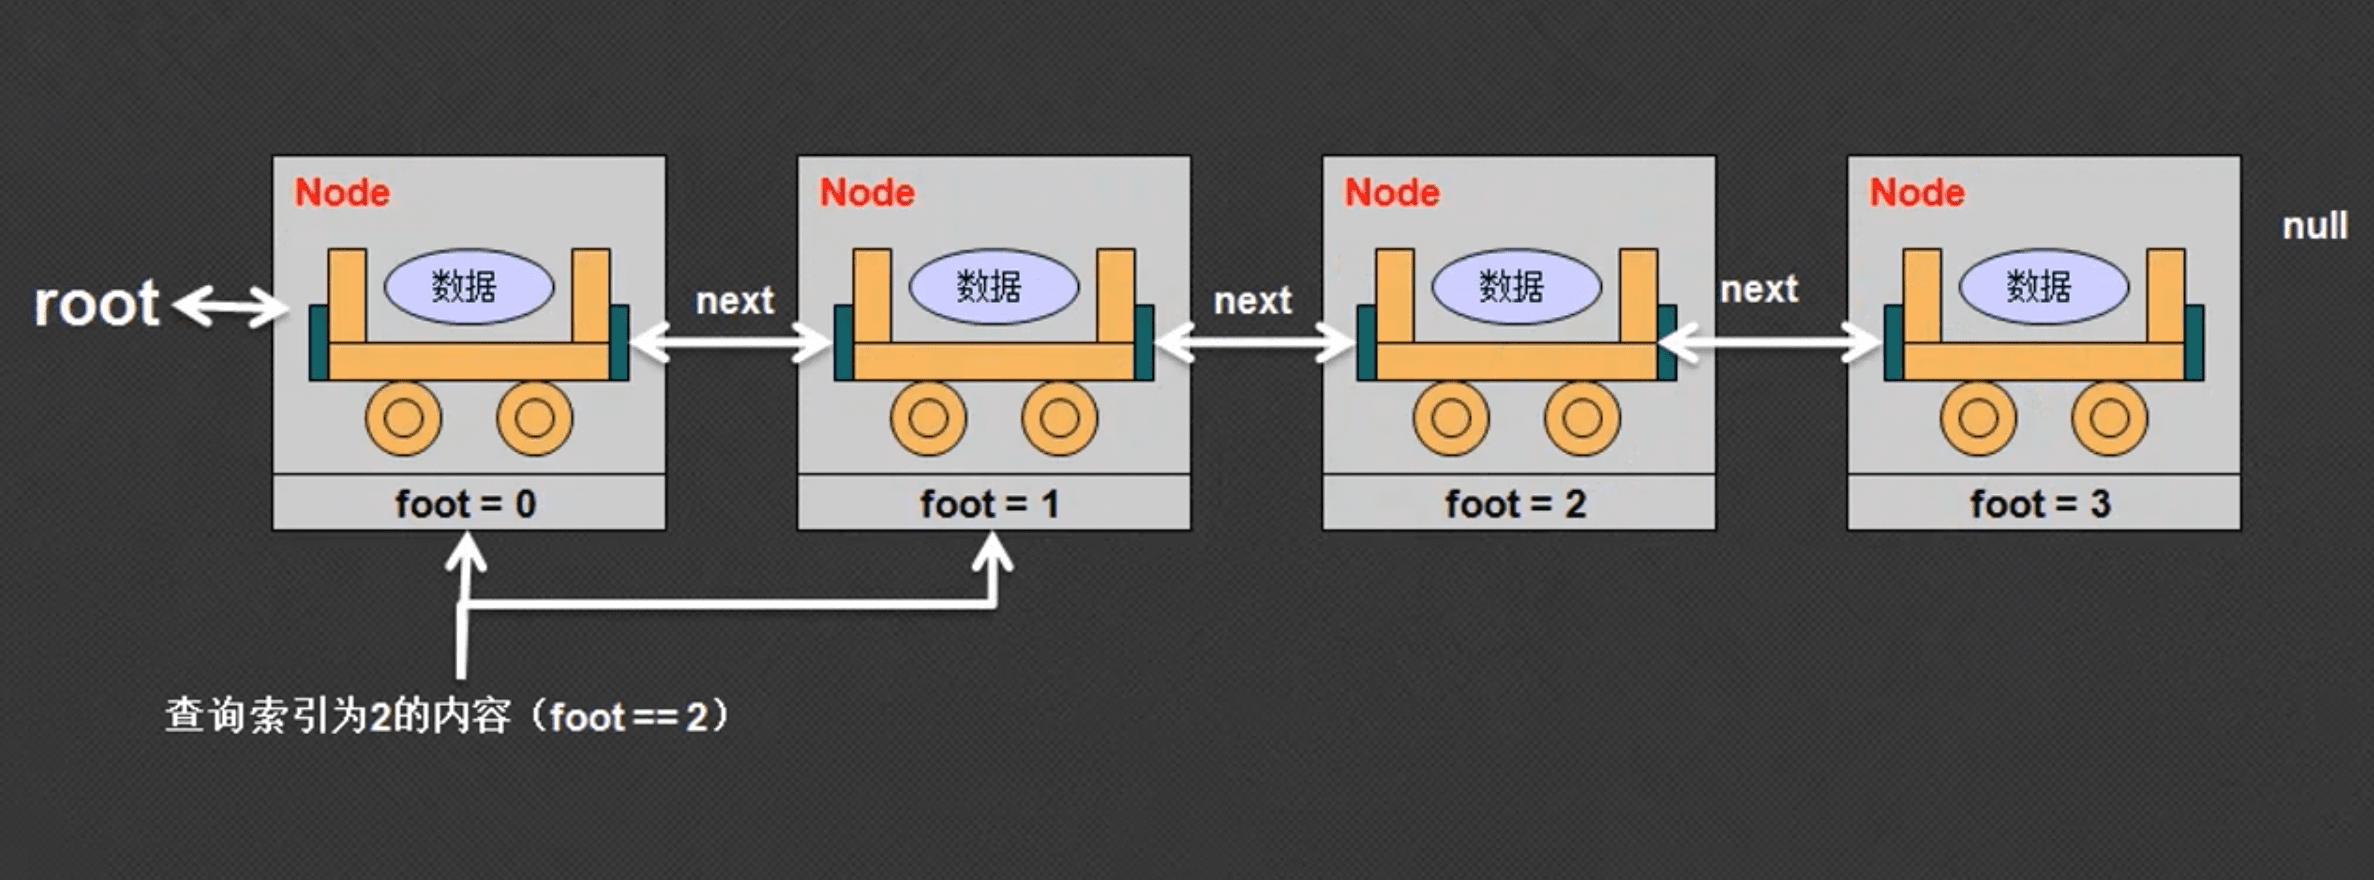 Node
Node
Node
Node
null
root
数据
next
数据
next
数据
next
数据
foot = 0
foot = 1
foot = 2
foot = 3
查询索引为2的内容（foot == 2）